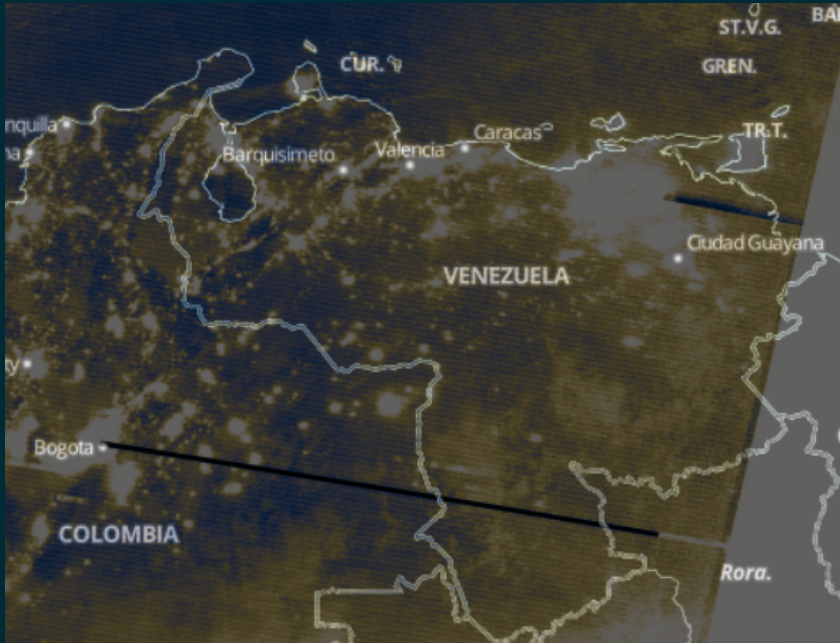 ST.V.G.
BA
CUR.
GREN.
nquilla
TR.T.
Caracas
Valencia
Barquisimeto
na
Ciudad Guayana
VENEZUELA
ty
Bogota
COLOMBIA
Rora.